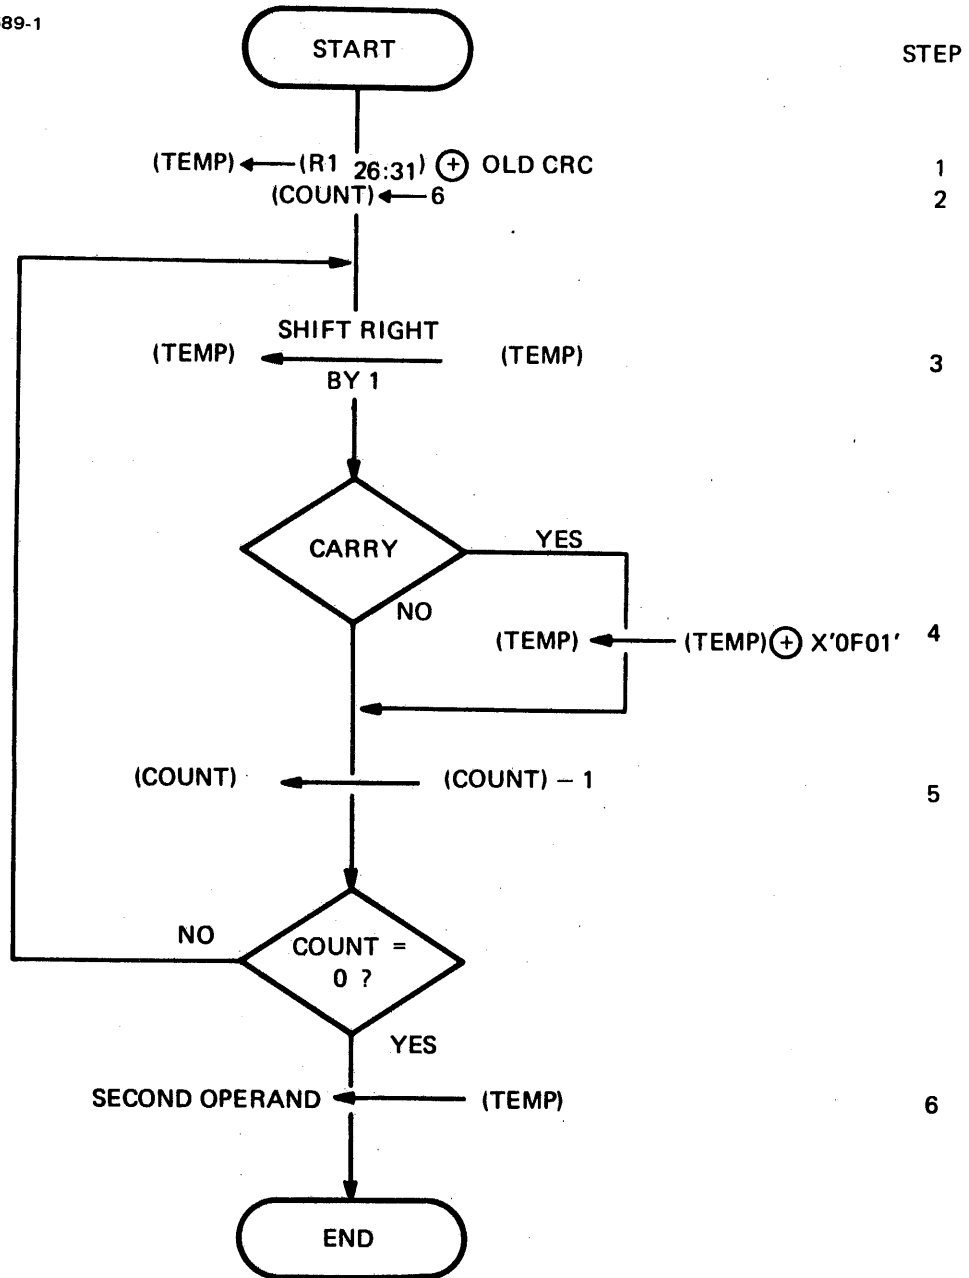 89-1
START
STEP
(TEMP) ← (R1 26:31) ⊕ OLD CRC 1
(COUNT) ← 6 2
SHIFT RIGHT
(TEMP) ← (TEMP) 3
BY 1
CARRY
YES
NO
(TEMP) ← (TEMP) ⊕ X'0F01' 4
(COUNT) ← (COUNT) – 1 5
NO
COUNT =
0 ?
YES
SECOND OPERAND ← (TEMP) 6
END